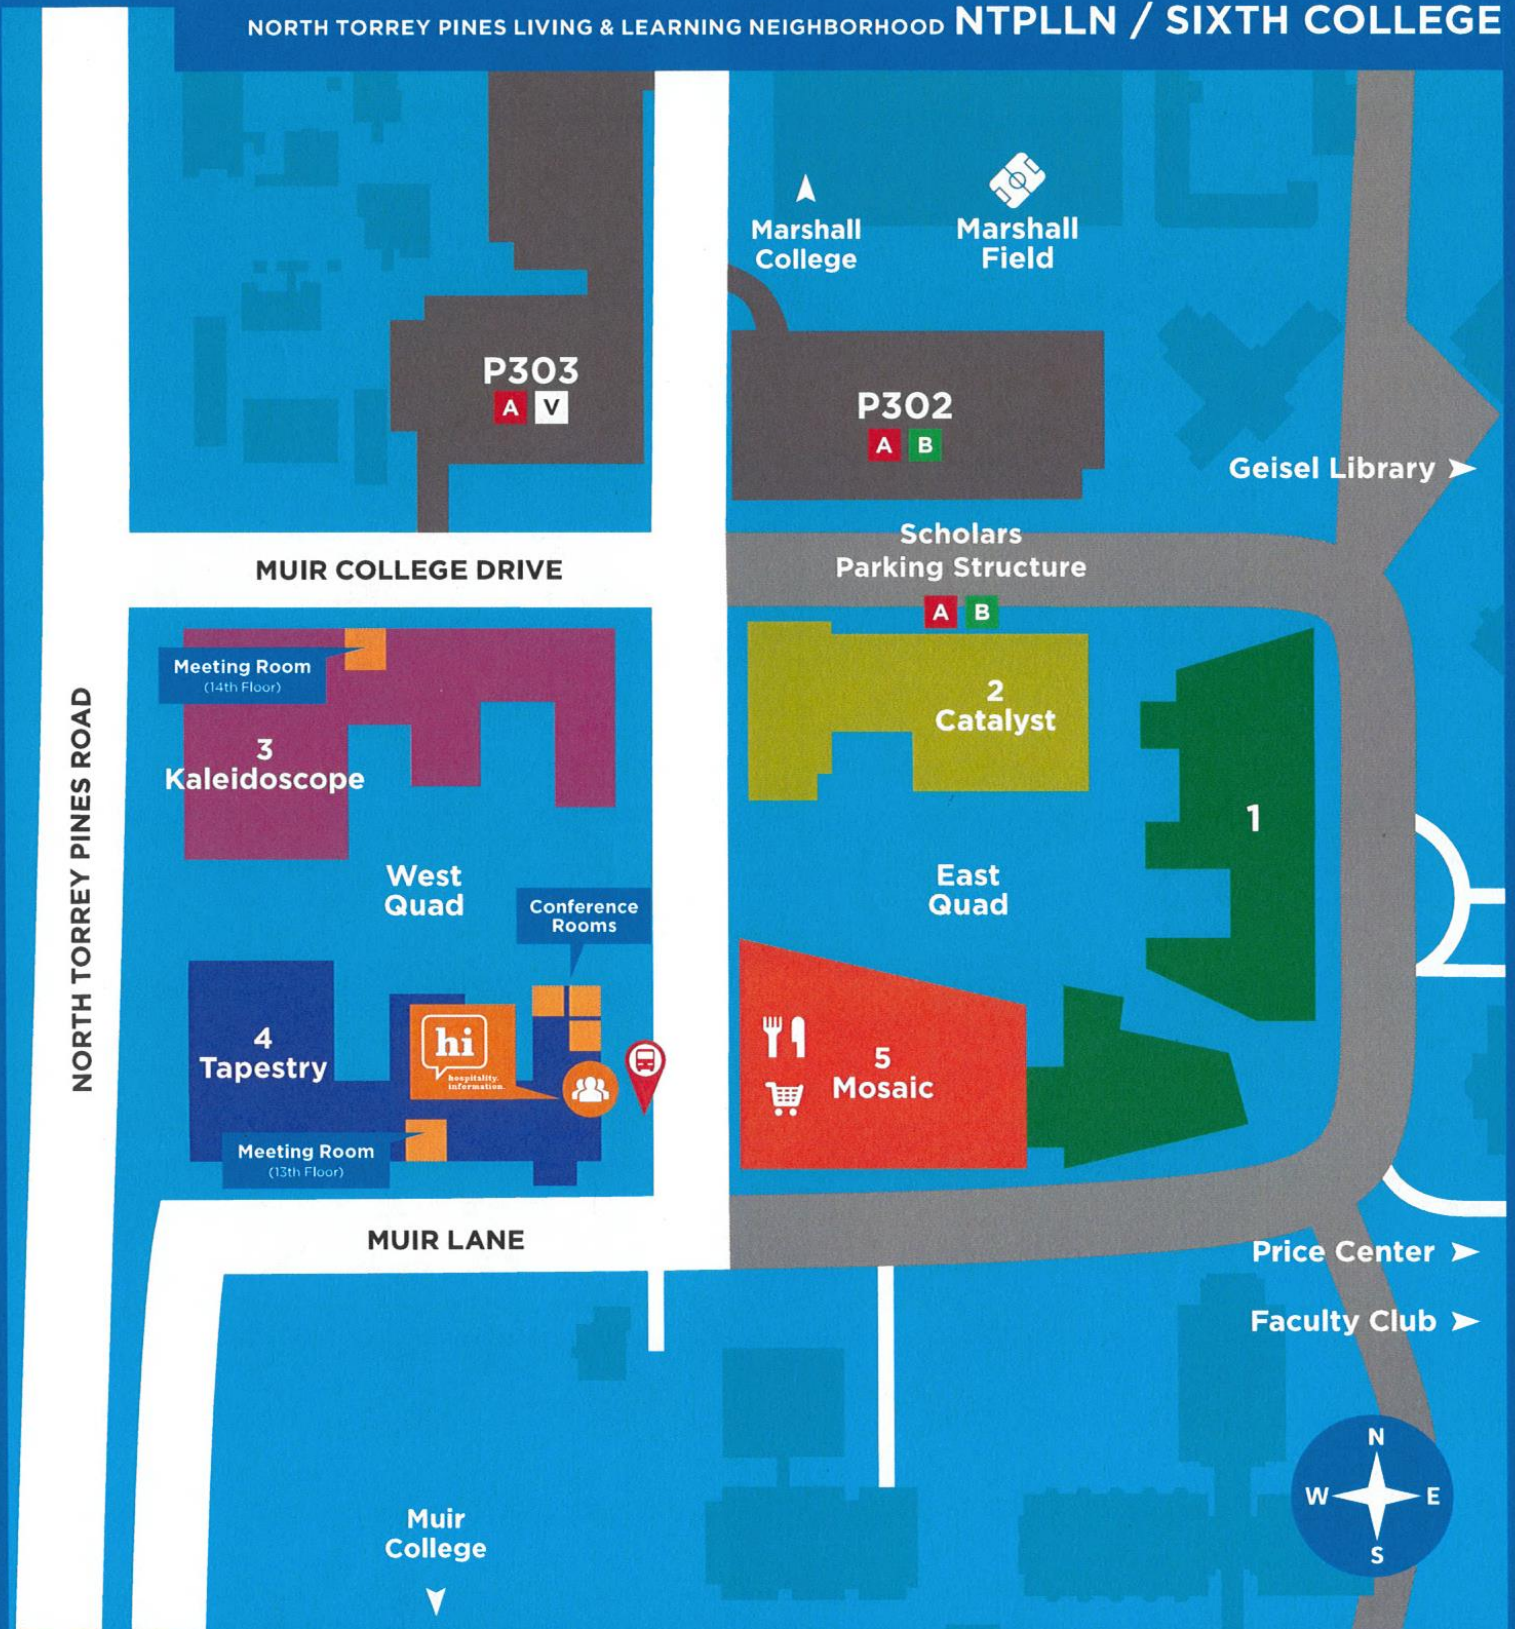 NORTH TORREY PINES LIVING & LEARNING NEIGHBORHOOD NTPLLN / SIXTH COLLEGE
Marshall
College
Marshall
Field
P303
A V
P302
A B
Geisel Library
Scholars
Parking Structure
A B
MUIR COLLEGE DRIVE
NORTH TORREY PINES ROAD
Meeting Room
(14th Floor)
3
Kaleidoscope
2
Catalyst
1
West
Quad
East
Quad
Conference
Rooms
4
Tapestry
hi
hospitality.
information.
5
Mosaic
Meeting Room
(13th Floor)
MUIR LANE
Price Center
Faculty Club
Muir
College
N
W E
S